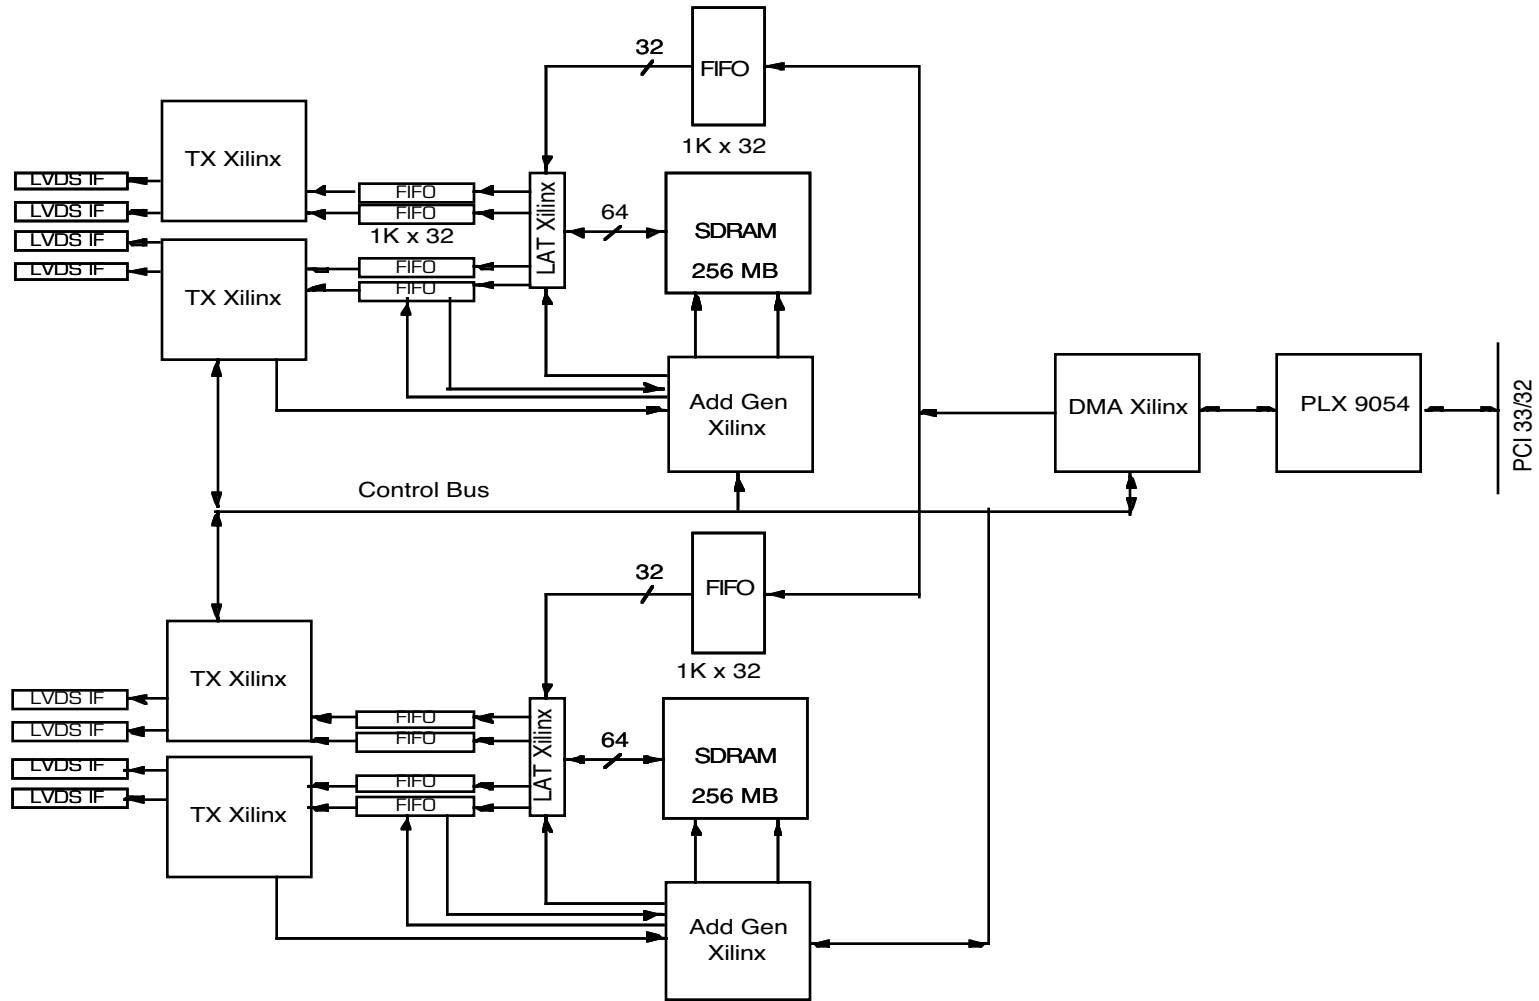 32
FIFO
1K x 32
TX Xilinx
LVDS IF
LVDS IF
LVDS IF
LVDS IF
FIFO
FIFO
1K x 32
FIFO
FIFO
LAT Xilinx
64
SDRAM
256 MB
TX Xilinx
Add Gen
Xilinx
DMA Xilinx
PLX 9054
PCI 33/32
Control Bus
32
FIFO
1K x 32
TX Xilinx
LVDS IF
LVDS IF
LVDS IF
LVDS IF
FIFO
FIFO
FIFO
FIFO
LAT Xilinx
64
SDRAM
256 MB
TX Xilinx
Add Gen
Xilinx